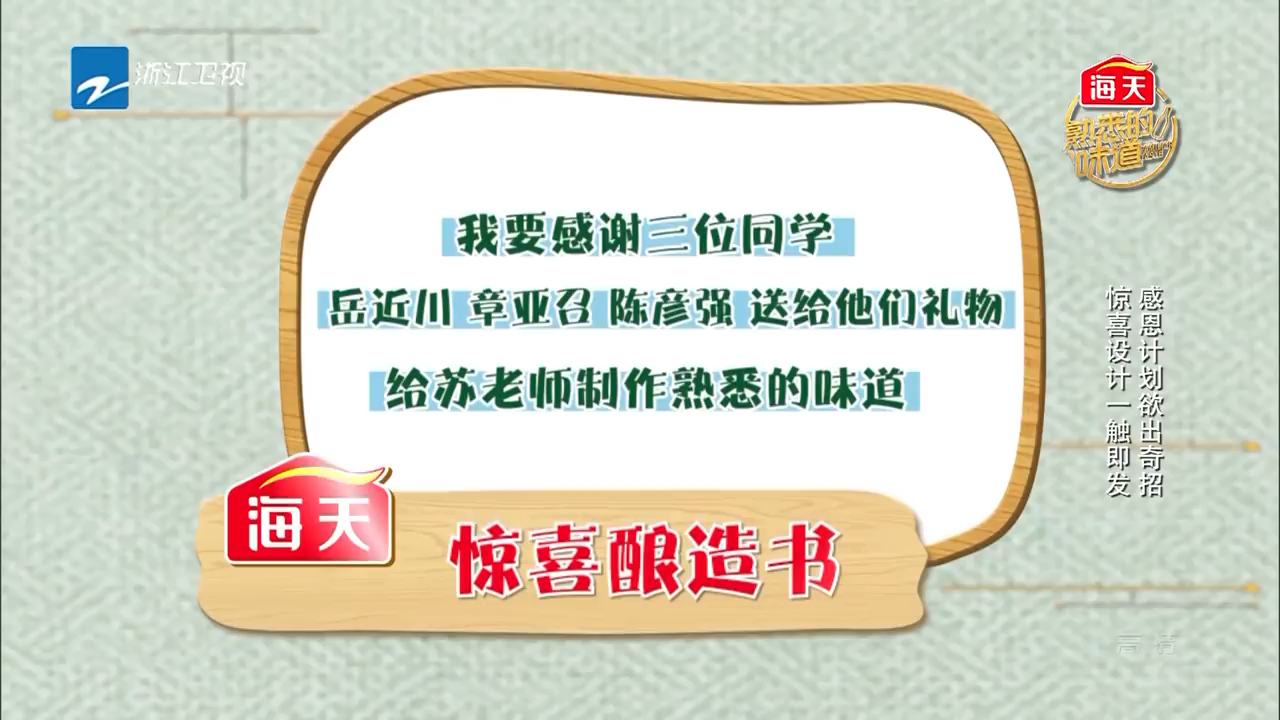 浙江卫视
海天
熟悉的
味道
我要感谢三位同学
岳近川 章亚召 陈彦强 送给他们礼物
给苏老师制作熟悉的味道
感恩计划欲出奇招
惊喜设计一触即发
海天
惊喜酿造书
高清